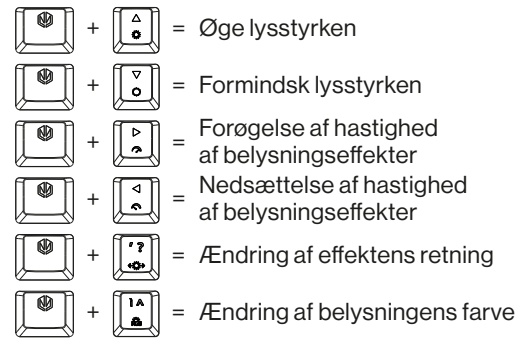 + = Øge lysstyrken
+ = Formindsk lysstyrken
+ = Forøgelse af hastighed
af belysningseffekter
+ = Nedsættelse af hastighed
af belysningseffekter
' ?
+ = Ændring af effektens retning
1 A
+ = Ændring af belysningens farve